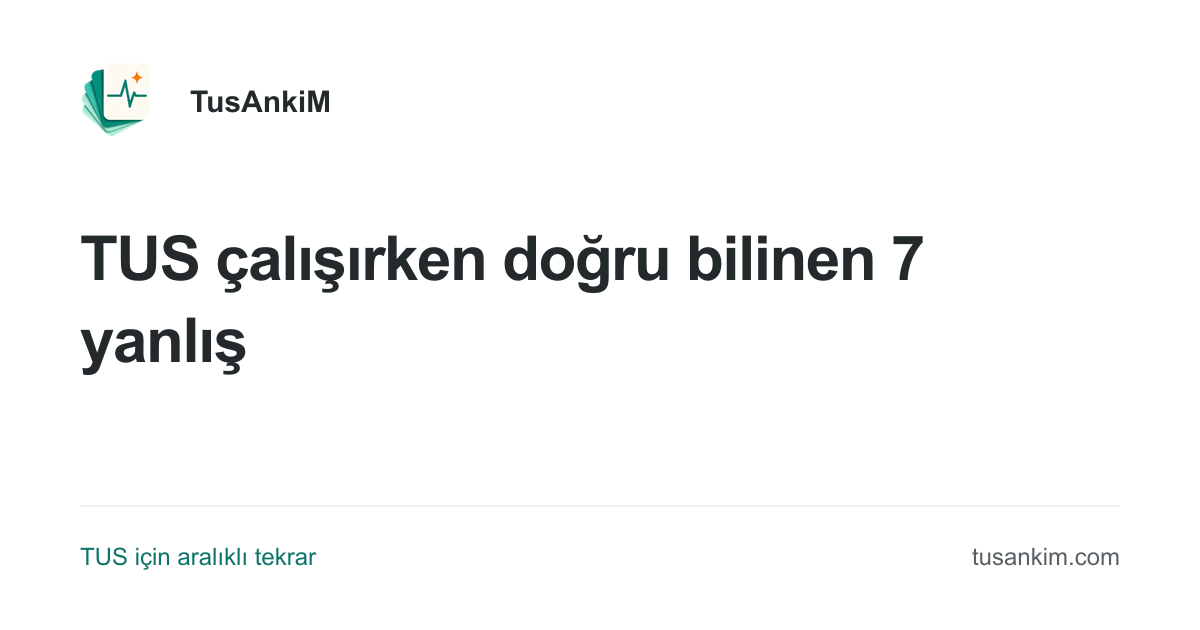 TusAnkiM
TUS çalışırken doğru bilinen 7
yanlış
TUS için aralıklı tekrar
tusankim.com